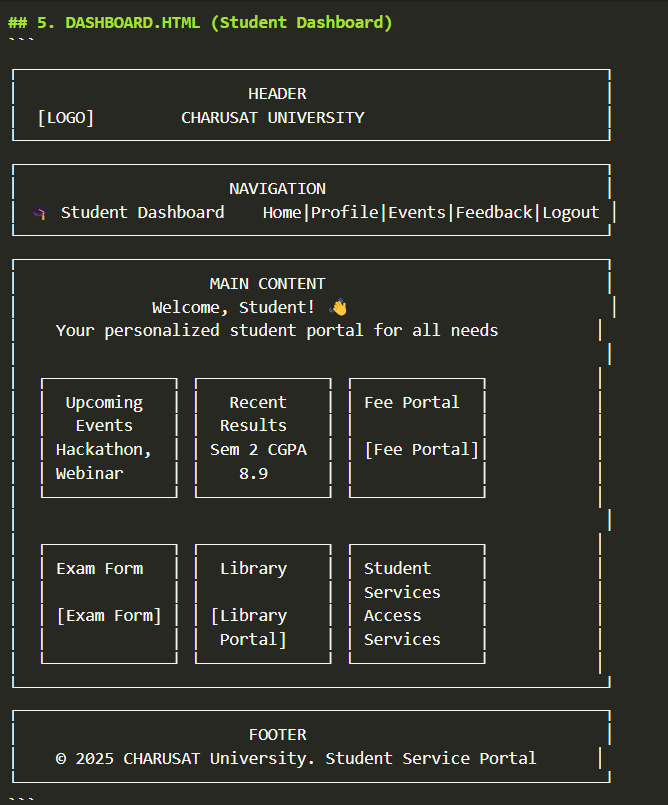 ## 5. DASHBOARD.HTML (Student Dashboard)
```
HEADER
[LOGO] CHARUSAT UNIVERSITY
NAVIGATION
🎓 Student Dashboard Home|Profile|Events|Feedback|Logout
MAIN CONTENT
Welcome, Student! 👋
Your personalized student portal for all needs
Upcoming Recent Fee Portal
Events Results
Hackathon, Sem 2 CGPA [Fee Portal]
Webinar 8.9
Exam Form Library Student
Services
[Exam Form] [Library Access
Portal] Services
FOOTER
© 2025 CHARUSAT University. Student Service Portal
```